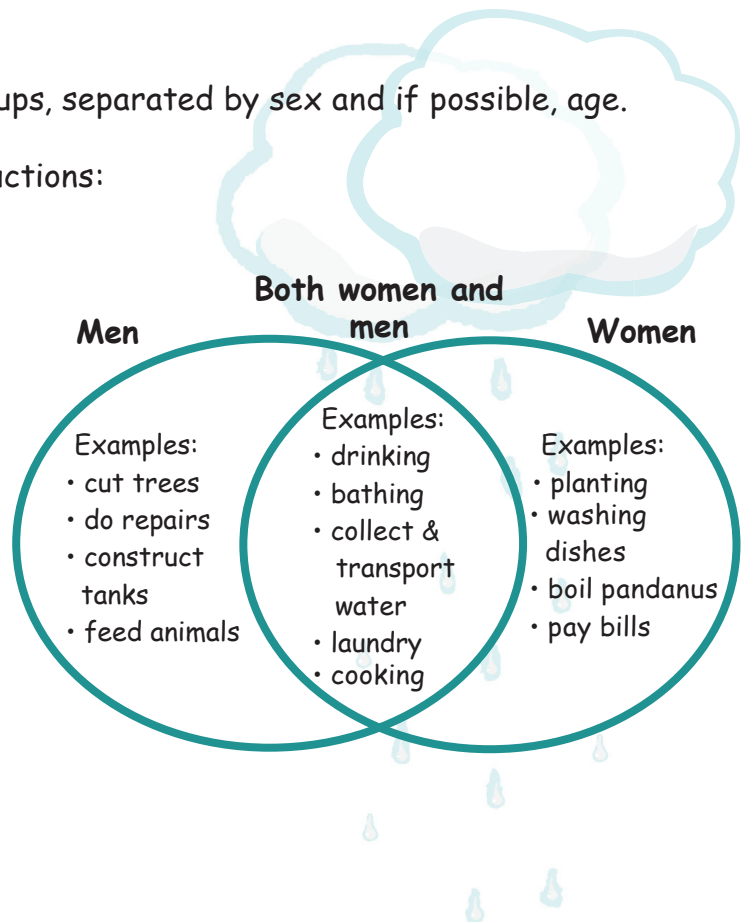 ups, separated by sex and if possible, age.
uctions:
Both women and
men
Men
Women
Examples:
• cut trees
• do repairs
• construct
tanks
• feed animals
Examples:
• drinking
• bathing
• collect &
transport
water
• laundry
• cooking
Examples:
• planting
• washing
dishes
• boil pandanus
• pay bills